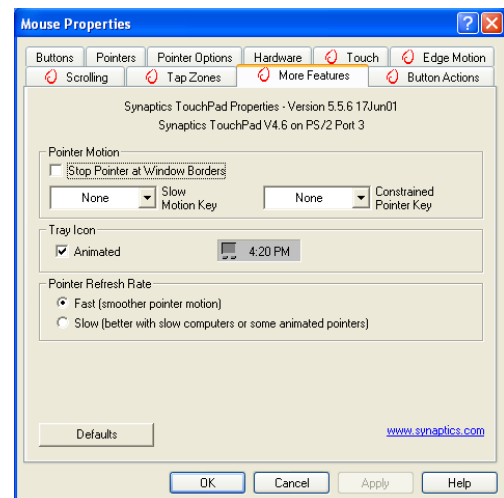 Mouse Properties
Buttons Pointers Pointer Options Hardware Touch Edge Motion
Scrolling Tap Zones More Features Button Actions
Synaptics TouchPad Properties - Version 5.5.6 17Jun01
Synaptics TouchPad V4.6 on PS/2 Port 3
Pointer Motion
Stop Pointer at Window Borders
None Slow Motion Key None Constrained Pointer Key
Tray Icon
Animated 4:20 PM
Pointer Refresh Rate
Fast (smoother pointer motion)
Slow (better with slow computers or some animated pointers)
Defaults www.synaptics.com
OK Cancel Apply Help